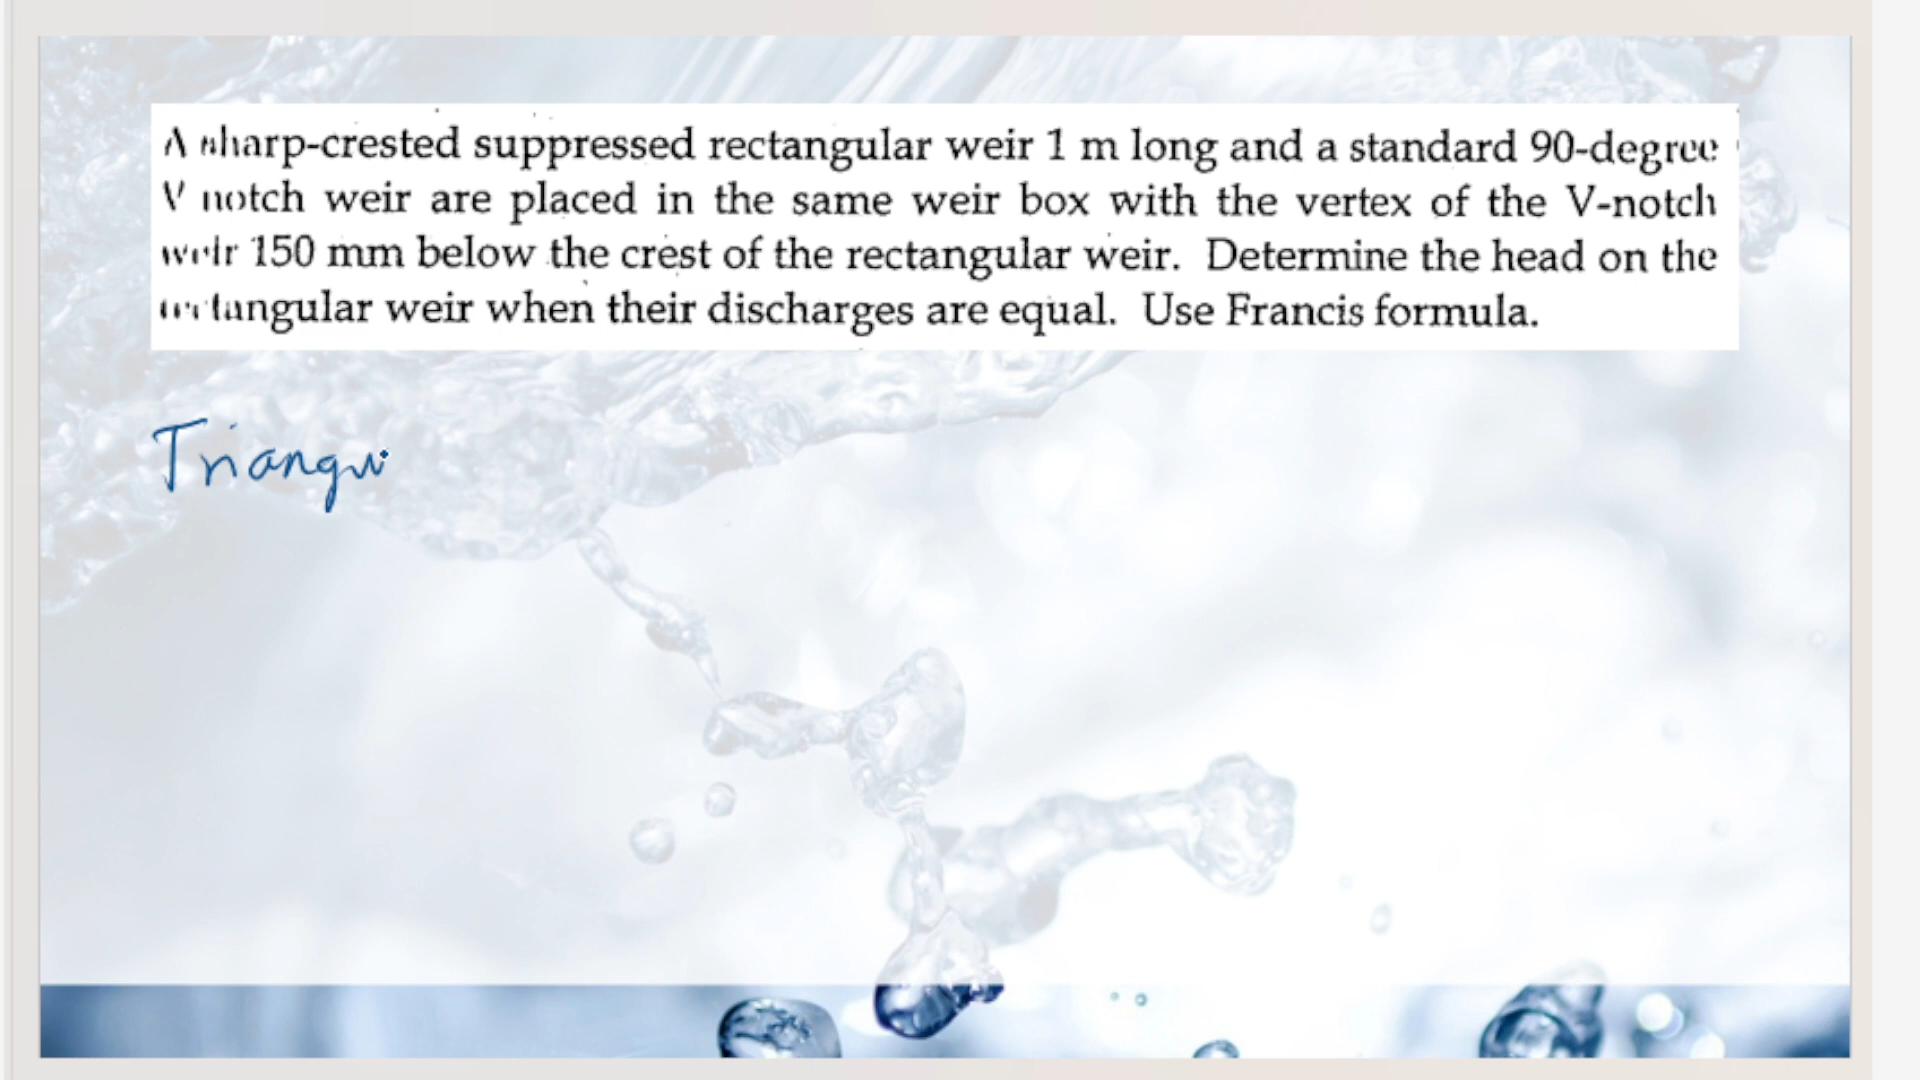 A sharp-crested suppressed rectangular weir 1 m long and a standard 90-degree
V notch weir are placed in the same weir box with the vertex of the V-notch
weir 150 mm below the crest of the rectangular weir. Determine the head on the
rectangular weir when their discharges are equal. Use Francis formula.
Triangu